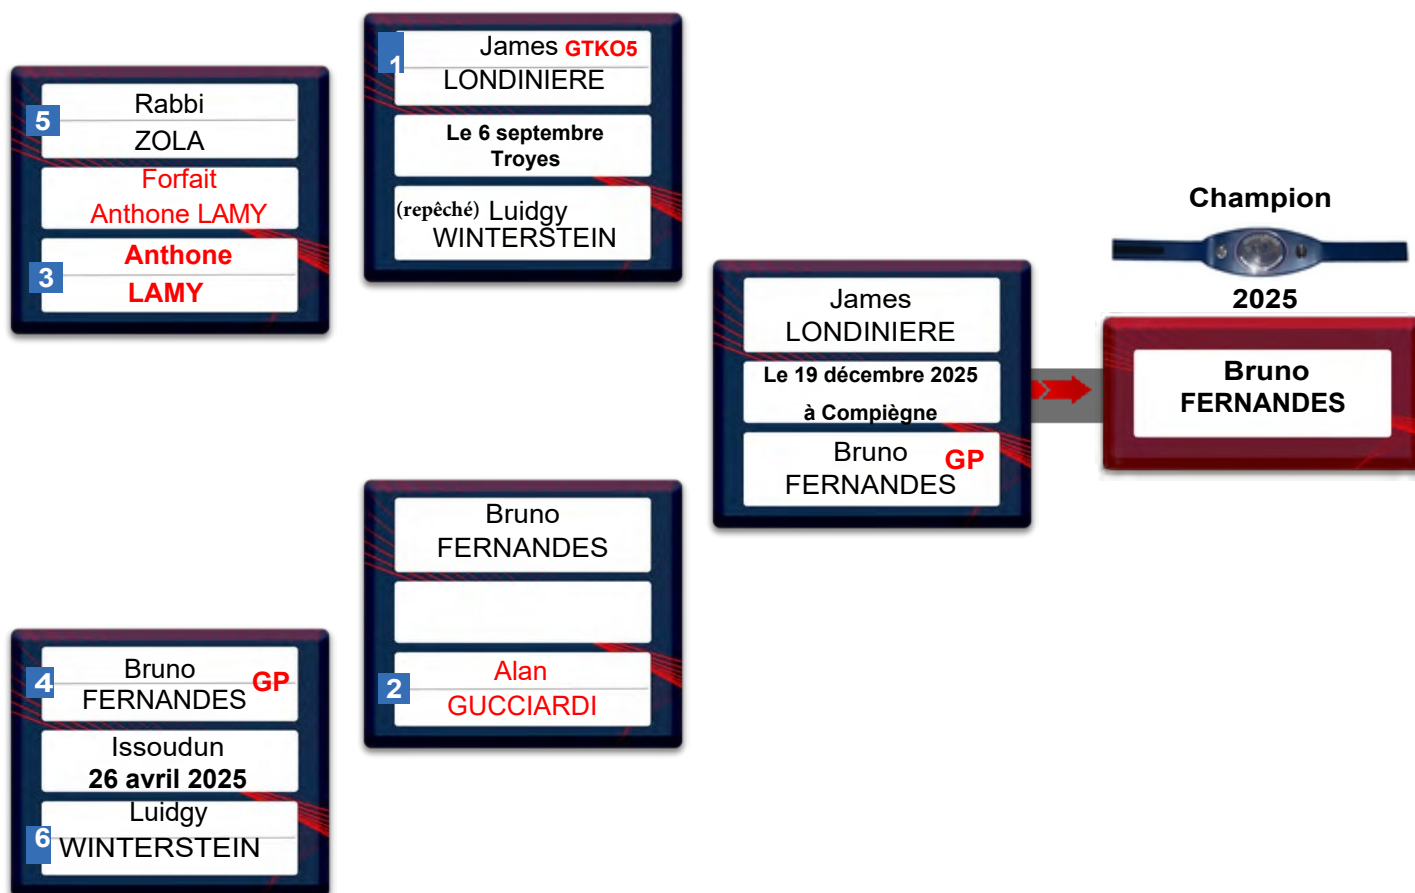 5
Rabbi
ZOLA
Forfait
Anthone LAMY
3
Anthone
LAMY
1
James GTKO5
LONDINIERE
Le 6 septembre
Troyes
(repêché) Luidgy
WINTERSTEIN
4
Bruno
FERNANDES GP
Issoudun
26 avril 2025
6
Luidgy
WINTERSTEIN
Bruno
FERNANDES
2
Alan
GUCCIARDI
James
LONDINIERE
Le 19 décembre 2025
à Compiègne
Bruno
FERNANDES GP
Champion
2025
Bruno
FERNANDES